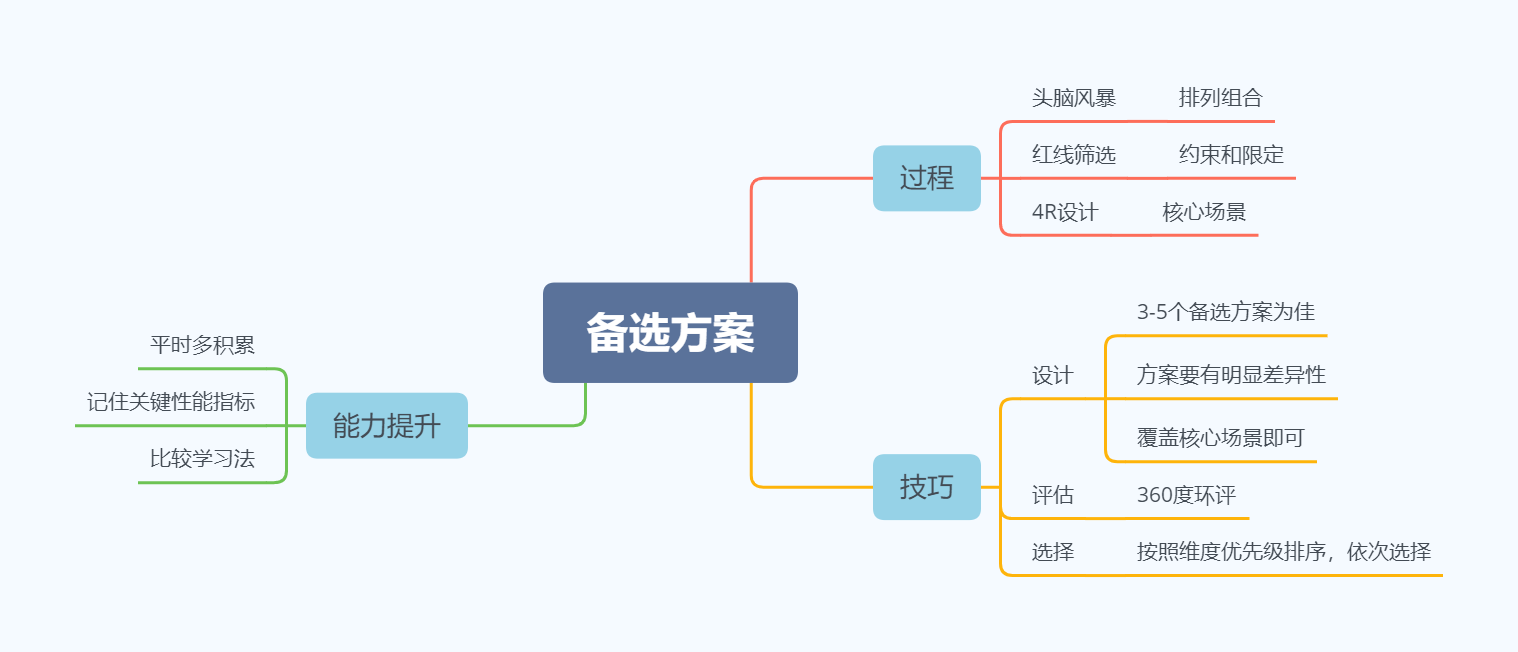 备选方案
过程
头脑风暴 排列组合
红线筛选 约束和限定
4R设计 核心场景
技巧
设计
3-5个备选方案为佳
方案要有明显差异性
覆盖核心场景即可
评估 360度环评
选择 按照维度优先级排序，依次选择
能力提升
平时多积累
记住关键性能指标
比较学习法